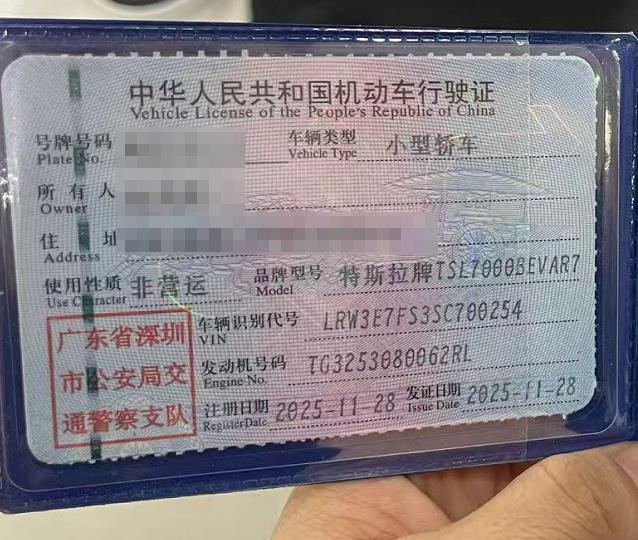 中华人民共和国机动车行驶证
Vehicle License of the People's Republic of China
号牌号码
Plate No.
车辆类型 小型轿车
Vehicle Type
所有人
Owner
住址
Address
使用性质 非营运
Use Character
品牌型号 特斯拉牌TSL7000BEVAR7
Model
车辆识别代号 LRW3E7FS3SC700254
VIN
发动机号码 TG3253080062RL
Engine No.
注册日期 2025-11-28
Register Date
发证日期 2025-11-28
Issue Date
广东省深圳
市公安局交
通警察支队